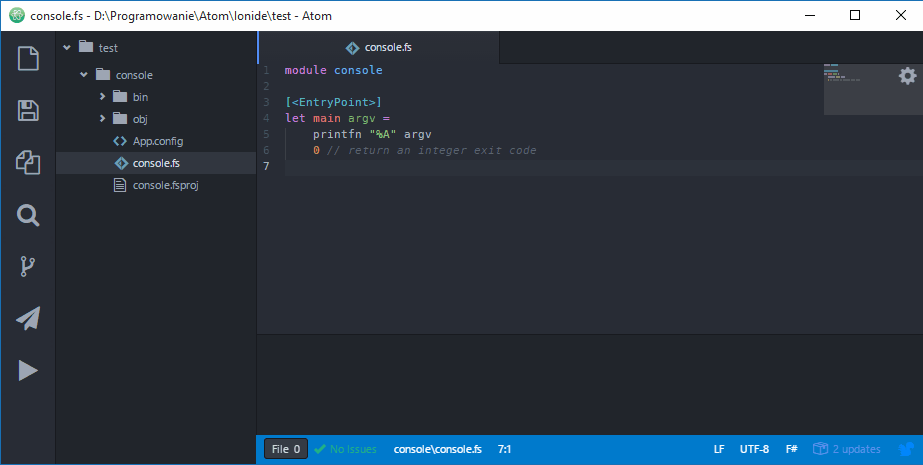 console.fs - D:\Programowanie\Atom\Ionide\test - Atom
test
console
bin
obj
App.config
console.fs
console.fsproj
console.fs
1 module console
2
3 [<EntryPoint>]
4 let main argv =
5 printfn "%A" argv
6 0 // return an integer exit code
7
File 0 No Issues console\console.fs 7:1 LF UTF-8 F# 2 updates